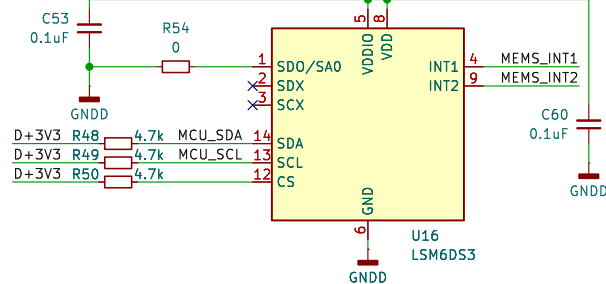 C53
0.1uF
R54
0
5
8
VDDIO
VDD
1
SDO/SA0
INT1
4
MEMS_INT1
2
SDX
INT2
9
MEMS_INT2
3
SCX
GNDD
C60
0.1uF
D+3V3
R48
4.7k
MCU_SDA
14
SDA
D+3V3
R49
4.7k
MCU_SCL
13
SCL
D+3V3
R50
4.7k
12
CS
GNDD
GND
6
U16
LSM6DS3
GNDD